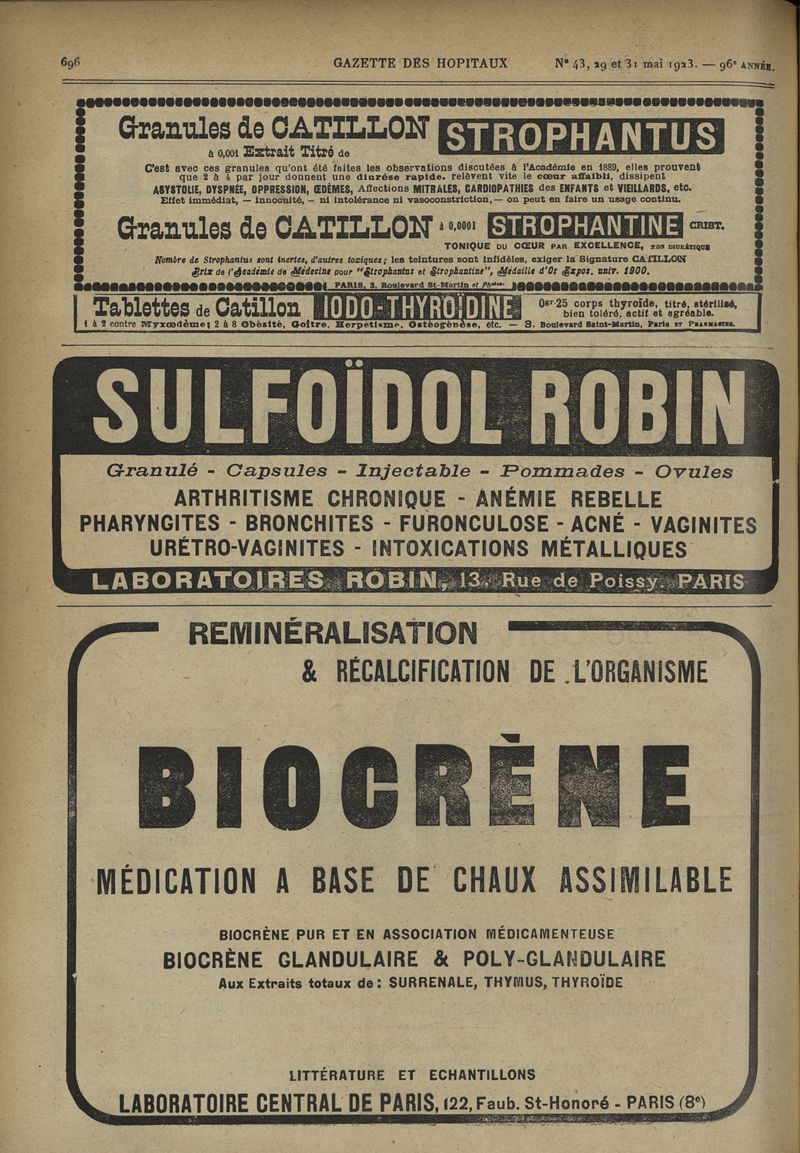 696 GAZETTE DES HOPITAUX N° 43, 29 et 31 mai 1923. — 96e ANNÉE.
Granules de CATILLON STROPHANTUS
à 0,001 Extrait Titré de
C'est avec ces granules qu'ont été faites les observations discutées à l'Académie en 1889, elles prouvent
que 2 à 4 par jour donnent une diurèse rapide, relèvent vite le cœur affaibli, dissipent
ASYSTOLIE, DYSPNÉE, OPPRESSION, ŒDÈMES, Affections MITRALES, CARDIOPATHIES des ENFANTS et VIEILLARDS, etc.
Effet immédiat, — innocuité, — ni intolérance ni vasoconstriction, — on peut en faire un usage continu.
Granules de CATILLON à 0,0001 STROPHANTINE CRIST.
TONIQUE DU CŒUR PAR EXCELLENCE, NON DIURÉTIQUE
Nombre de Strophantus sont inertes, d'autres toxiques; les teintures sont infidèles, exiger la Signature CATILLON
Prix de l'Académie de Médecine pour "Strophantus et Strophantine", Médaille d'Or Expos. univ. 1900.
PARIS, 3, Boulevard St-Martin et Phcies.
Tablettes de Catillon IODO-THYROÏDINE
0gr.25 corps thyroïde, titré, stérilisé,
bien toléré, actif et agréable.
1 à 2 contre Myxœdème; 2 à 8 Obésité, Goître, Herpétisme, Ostéogénèse, etc. — 3, Boulevard Saint-Martin, Paris ET PHARMACIES.
SULFOÏDOL ROBIN
Granulé - Capsules - Injectable - Pommades - Ovules
ARTHRITISME CHRONIQUE - ANÉMIE REBELLE
PHARYNGITES - BRONCHITES - FURONCULOSE - ACNÉ - VAGINITES
URÉTRO-VAGINITES - INTOXICATIONS MÉTALLIQUES
LABORATOIRES ROBIN, 13, Rue de Poissy. PARIS
REMINÉRALISATION
& RÉCALCIFICATION DE L'ORGANISME
BIOCRÈNE
MÉDICATION A BASE DE CHAUX ASSIMILABLE
BIOCRÈNE PUR ET EN ASSOCIATION MÉDICAMENTEUSE
BIOCRÈNE GLANDULAIRE & POLY-GLANDULAIRE
Aux Extraits totaux de: SURRENALE, THYMUS, THYROÏDE
LITTÉRATURE ET ECHANTILLONS
LABORATOIRE CENTRAL DE PARIS, 122, Faub. St-Honoré - PARIS (8e)